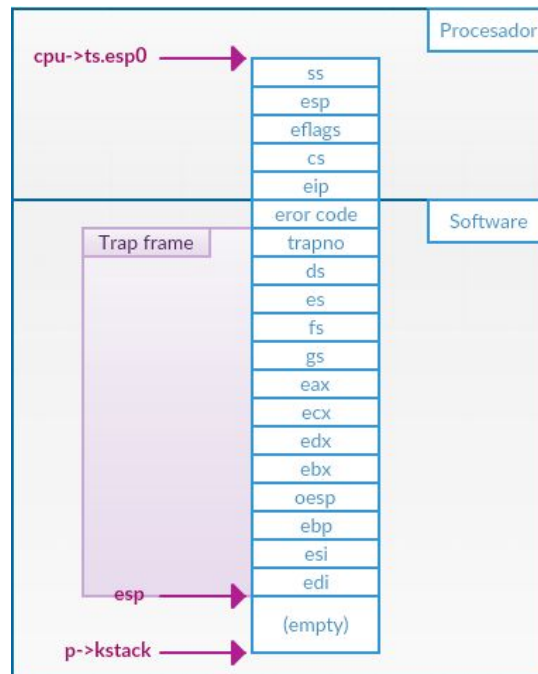 Procesador
cpu->ts.esp0
ss
esp
eflags
cs
eip
eror code
Software
Trap frame
trapno
ds
es
fs
gs
eax
ecx
edx
ebx
oesp
ebp
esi
edi
esp
(empty)
p->kstack